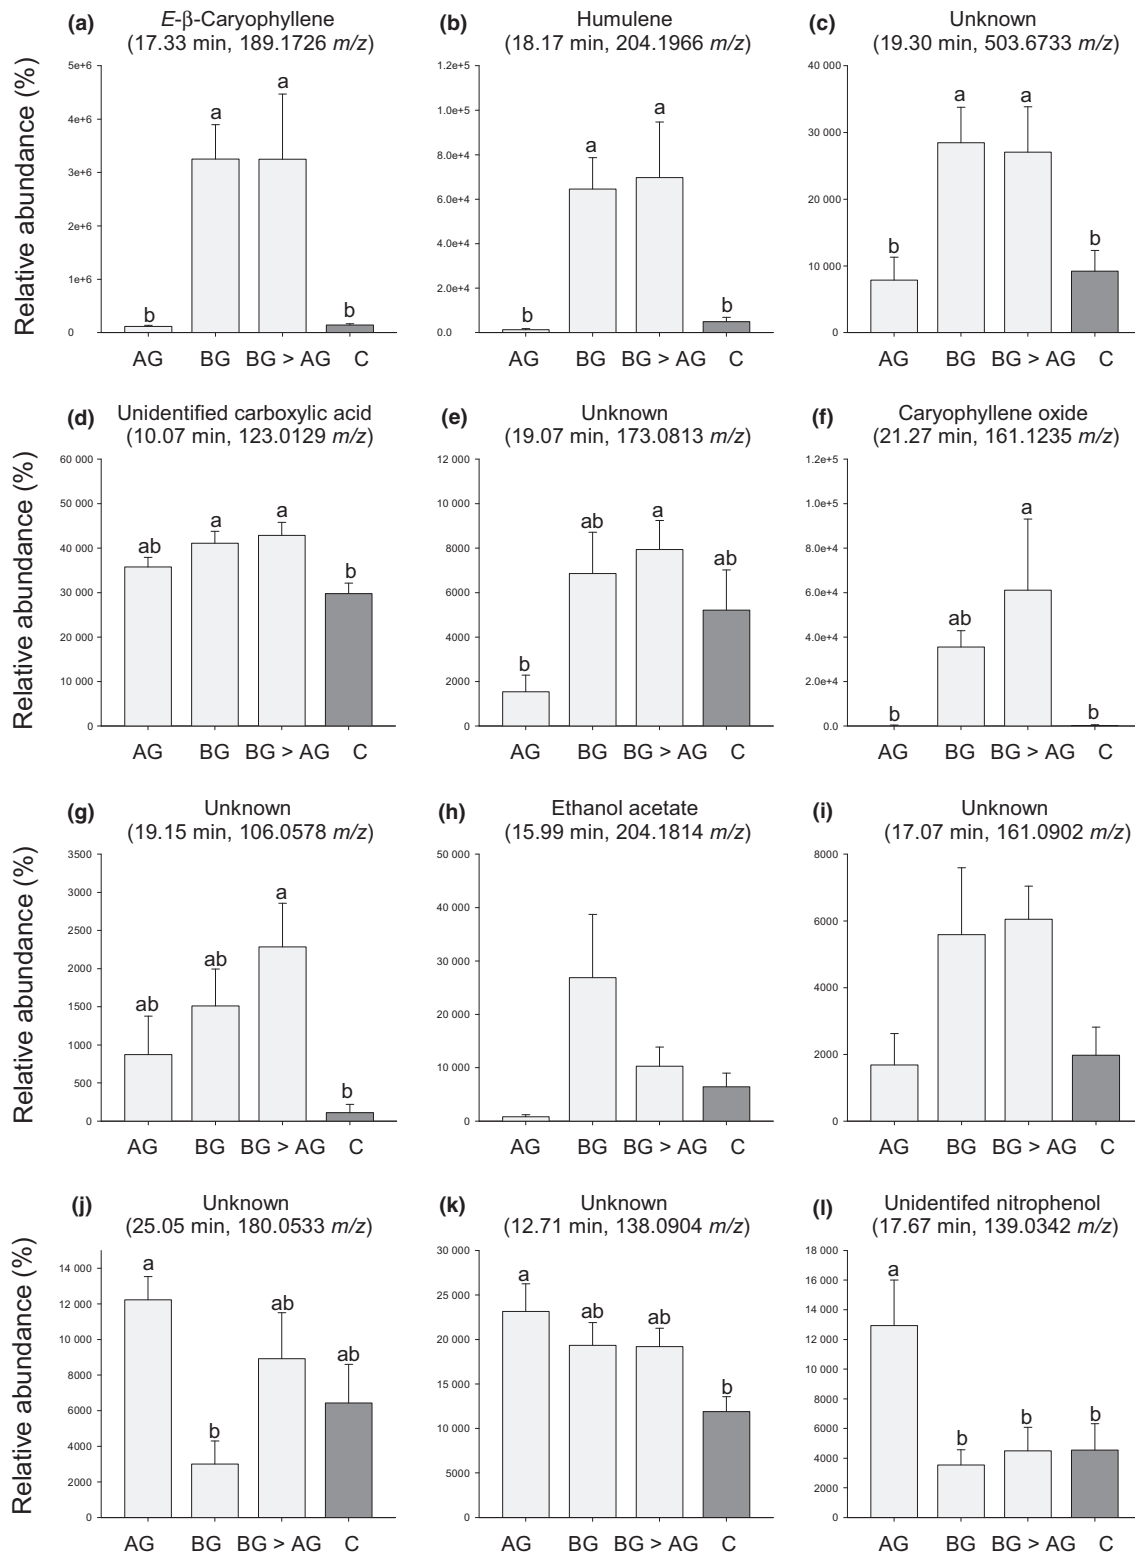 (a) E-β-Caryophyllene
(17.33 min, 189.1726 m/z)
Relative abundance (%)
5e+6
4e+6
3e+6
2e+6
1e+6
0
b a a b
AG BG BG > AG C
Humulene
(18.17 min, 204.1966 m/z)
(b)
1.2e+5
1.0e+5
8.0e+4
6.0e+4
4.0e+4
2.0e+4
0.0
b a a b
AG BG BG > AG C
(c) Unknown
(19.30 min, 503.6733 m/z)
40 000
30 000
20 000
10 000
0
b a a b
AG BG BG > AG C
(d) Unidentified carboxylic acid
(10.07 min, 123.0129 m/z)
Relative abundance (%)
60 000
50 000
40 000
30 000
20 000
10 000
0
ab a a b
AG BG BG > AG C
(e) Unknown
(19.07 min, 173.0813 m/z)
12 000
10 000
8000
6000
4000
2000
0
b ab a ab
AG BG BG > AG C
(f) Caryophyllene oxide
(21.27 min, 161.1235 m/z)
1.2e+5
1.0e+5
8.0e+4
6.0e+4
4.0e+4
2.0e+4
0.0
b ab a b
AG BG BG > AG C
(g) Unknown
(19.15 min, 106.0578 m/z)
Relative abundance (%)
3500
3000
2500
2000
1500
1000
500
0
ab ab a b
AG BG BG > AG C
(h) Ethanol acetate
(15.99 min, 204.1814 m/z)
50 000
40 000
30 000
20 000
10 000
0
AG BG BG > AG C
(i) Unknown
(17.07 min, 161.0902 m/z)
8000
6000
4000
2000
0
AG BG BG > AG C
(j) Unknown
(25.05 min, 180.0533 m/z)
Relative abundance (%)
14 000
12 000
10 000
8000
6000
4000
2000
0
a b ab ab
AG BG BG > AG C
(k) Unknown
(12.71 min, 138.0904 m/z)
30 000
25 000
20 000
15 000
10 000
5000
0
a ab ab b
AG BG BG > AG C
(l) Unidentifed nitrophenol
(17.67 min, 139.0342 m/z)
18 000
16 000
14 000
12 000
10 000
8000
6000
4000
2000
0
a b b b
AG BG BG > AG C